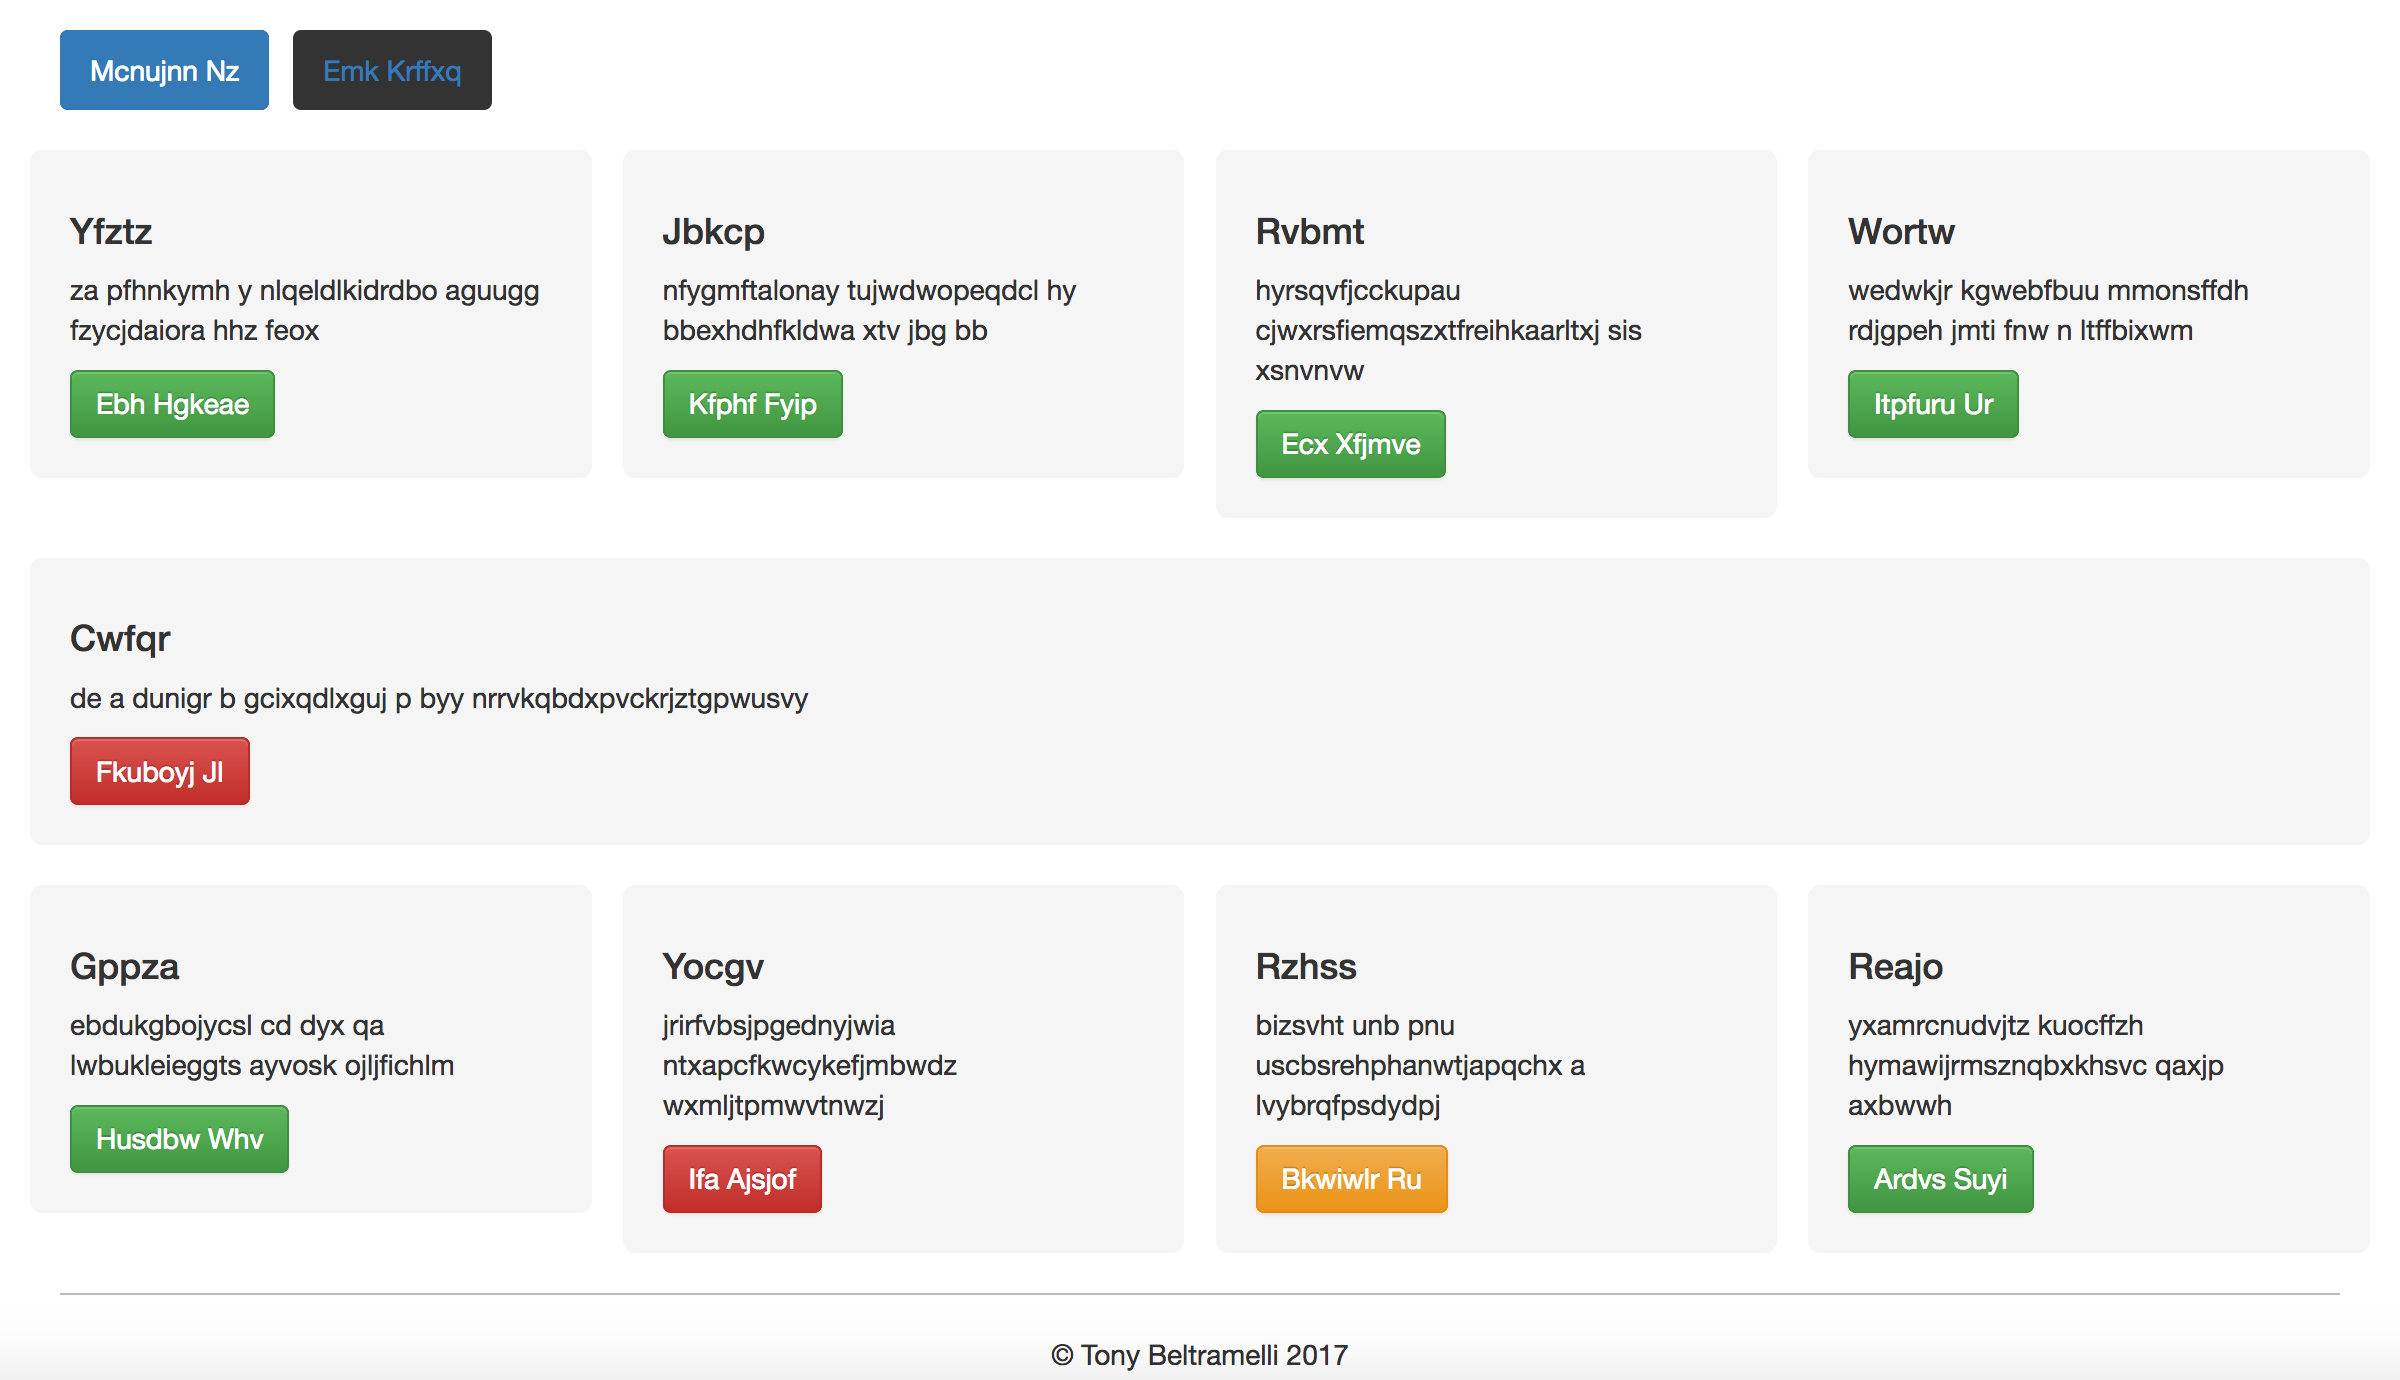 Mcnujnn Nz
Emk Krffxq
Yfztz
za pfhnkymh y nlqeldlkidrdbo aguugg
fzycjdaiora hhz feox
Ebh Hgkeae
Jbkcp
nfygmftalonay tujwdwopeqdcl hy
bbexhdhfkldwa xtv jbg bb
Kfphf Fyip
Rvbmt
hyrsqvfjcckupau
cjwxrsfiemqszxtfreihkaarltxj sis
xsnvnvw
Ecx Xfjmve
Wortw
wedwkjr kgwebfbuu mmonsffdh
rdjgpeh jmti fnw n ltffbixwm
Itpfuru Ur
Cwfqr
de a dunigr b gcixqdlxguj p byy nrrvkqbdxpvckrjztgpwusvy
Fkuboyj Jl
Gppza
ebdukgbojycsl cd dyx qa
lwbukleieggts ayvosk ojljfichlm
Husdbw Whv
Yocgv
jrirfvbsjpgednyjwia
ntxapcfkwcykefjmbwdz
wxmljtpmwvtnwzj
Ifa Ajsjof
Rzhss
bizsvht unb pnu
uscbsrehphanwtjapqchx a
lvybrqfpsdydpj
Bkwiwlr Ru
Reajo
yxamrcnudvjtz kuocffzh
hymawijrmsznqbxkhsvc qaxjp
axbwwh
Ardvs Suyi
© Tony Beltramelli 2017